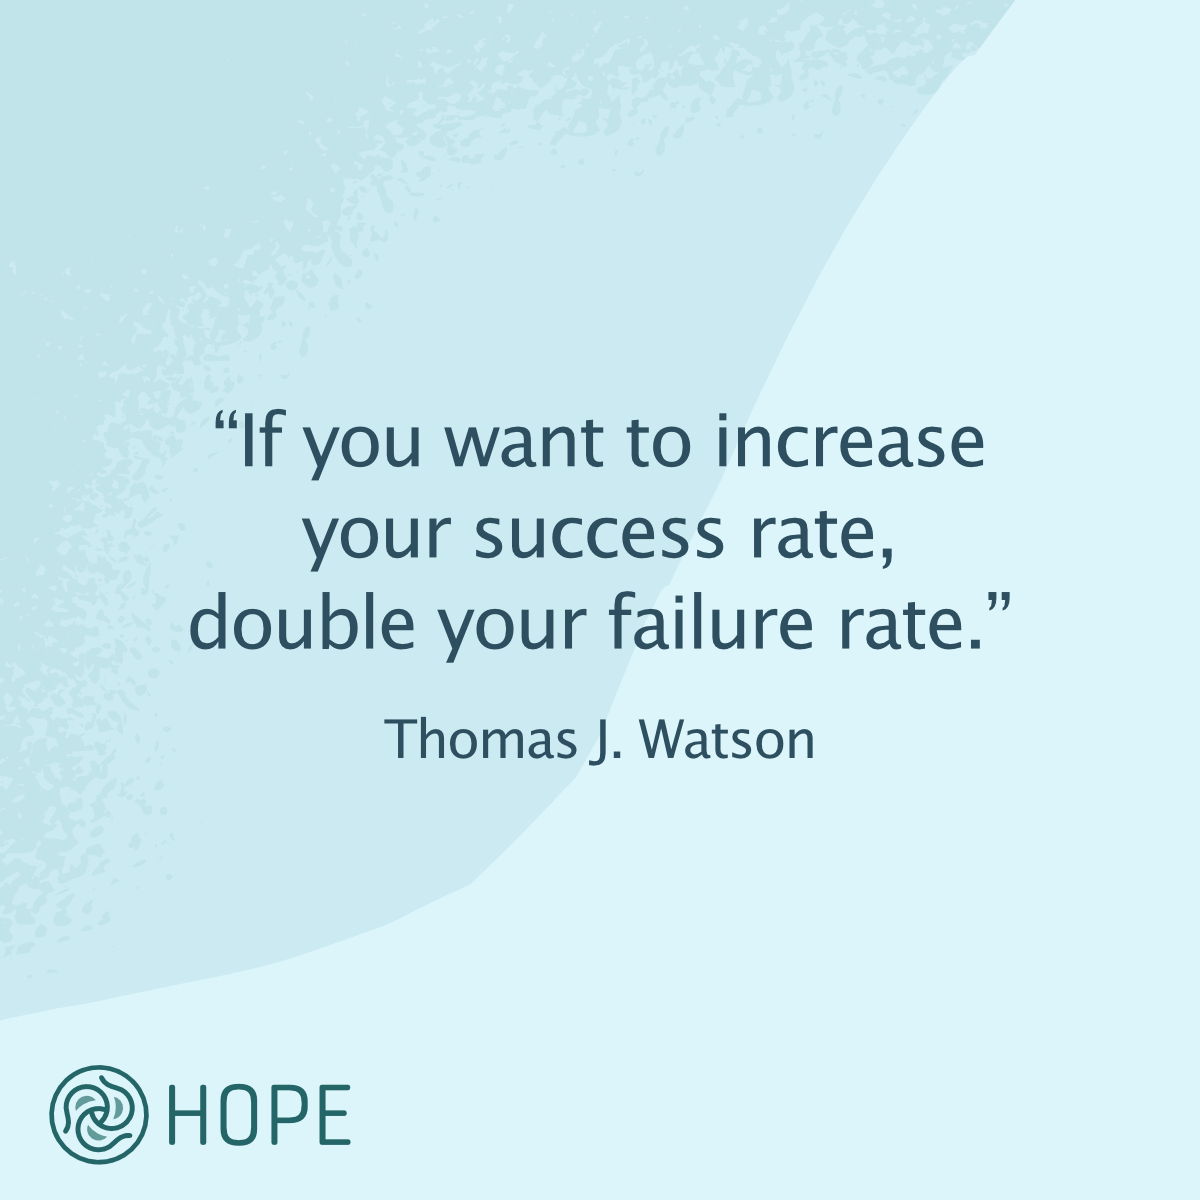 “If you want to increase
your success rate,
double your failure rate.”
Thomas J. Watson
HOPE